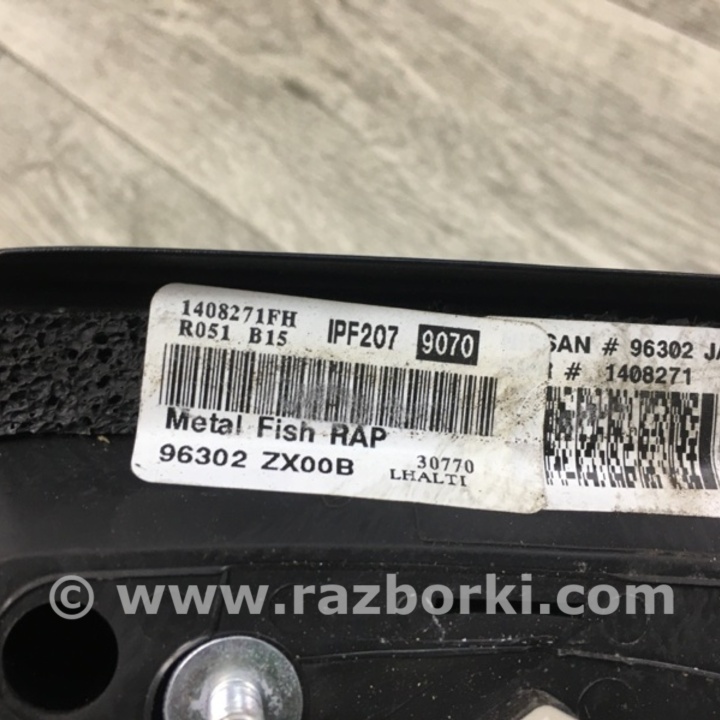 1408271FH
R051 B15 IPF207 9070
Metal Fish RAP
96302 ZX00B 30770
LHALTI
SAN # 96302 JA
R # 1408271
© www.razborki.com